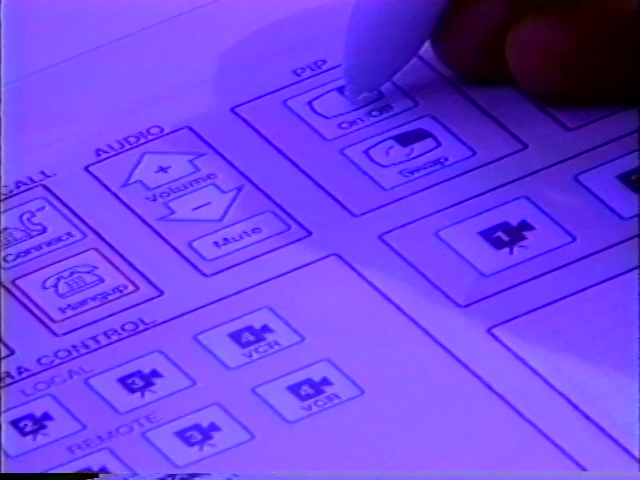 PIP
On/Off
Swap
AUDIO
+
Volume
-
Mute
CALL
Connect
Hangup
1
RA CONTROL
LOCAL
2
3
4
VCR
REMOTE
3
4
VCR